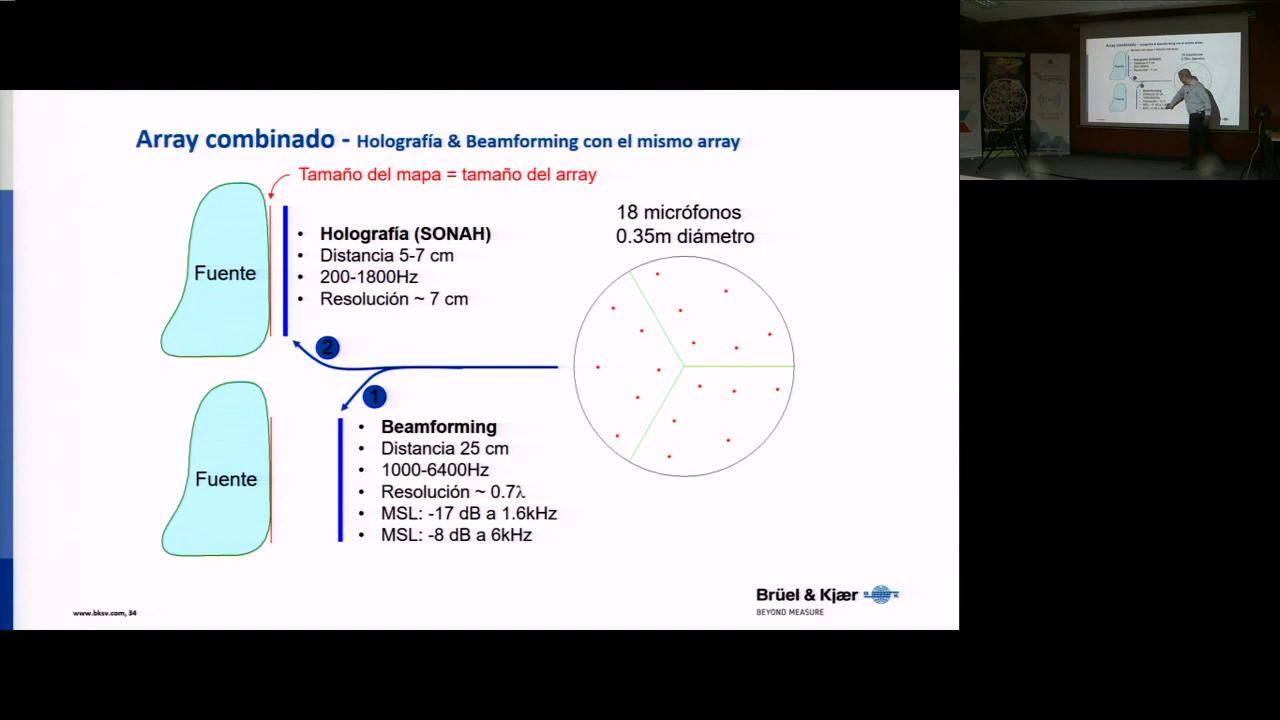 Array combinado - Holografía & Beamforming con el mismo array
Tamaño del mapa = tamaño del array
Fuente
• Holografía (SONAH)
• Distancia 5-7 cm
• 200-1800Hz
• Resolución ~ 7 cm
18 micrófonos
0.35m diámetro
2
1
Fuente
• Beamforming
• Distancia 25 cm
• 1000-6400Hz
• Resolución ~ 0.7λ
• MSL: -17 dB a 1.6kHz
• MSL: -8 dB a 6kHz
www.bksv.com, 34
Brüel & Kjær
BEYOND MEASURE